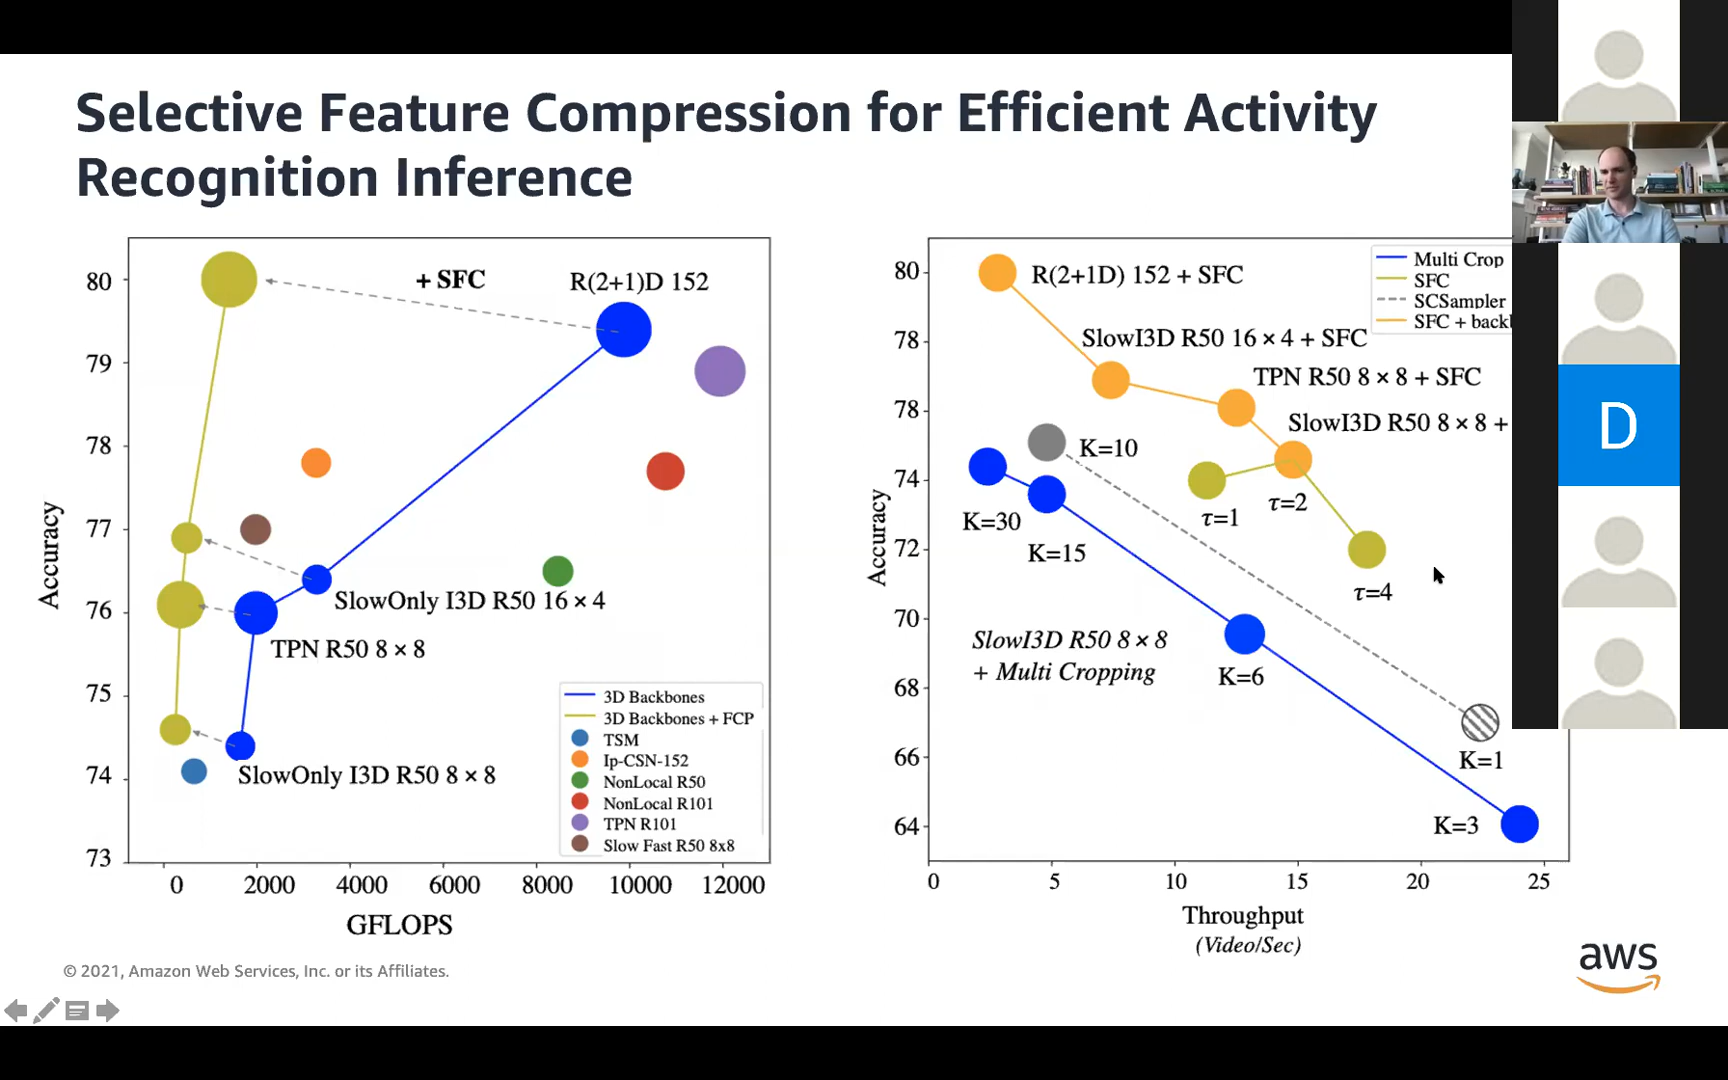 Selective Feature Compression for Efficient Activity
Recognition Inference
80
79
78
77
76
75
74
73
Accuracy
+ SFC
R(2+1)D 152
SlowOnly I3D R50 16 × 4
TPN R50 8 × 8
SlowOnly I3D R50 8 × 8
3D Backbones
3D Backbones + FCP
TSM
Ip-CSN-152
NonLocal R50
NonLocal R101
TPN R101
Slow Fast R50 8x8
0 2000 4000 6000 8000 10000 12000
GFLOPS
80
78
78
74
72
70
68
66
64
Accuracy
Multi Crop
SFC
SCSampler
SFC +
R(2+1D) 152 + SFC
SlowI3D R50 16 × 4 + SFC
TPN R50 8 × 8 + SFC
SlowI3D R50 8 × 8 +
K=10
K=30
K=15
τ=1
τ=2
τ=4
SlowI3D R50 8 × 8
+ Multi Cropping
K=6
K=1
K=3
0 5 10 15 20 25
Throughput
(Video/Sec)
D
© 2021, Amazon Web Services, Inc. or its Affiliates.
aws